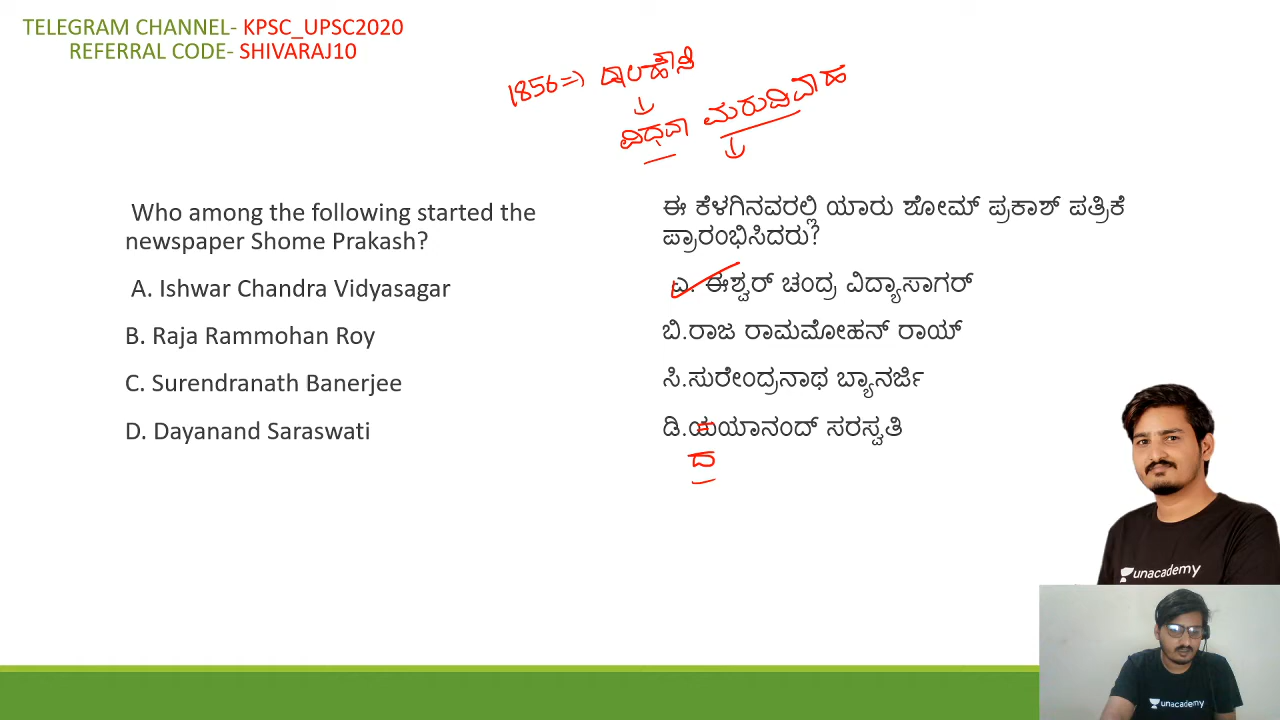 TELEGRAM CHANNEL- KPSC_UPSC2020
REFERRAL CODE- SHIVARAJ10
1856=) ಡಾಲಹೌಸಿ
ವಿಧವಾ ಮರುವಿವಾಹ
Who among the following started the
newspaper Shome Prakash?
A. Ishwar Chandra Vidyasagar
B. Raja Rammohan Roy
C. Surendranath Banerjee
D. Dayanand Saraswati
ಈ ಕೆಳಗಿನವರಲ್ಲಿ ಯಾರು ಶೋಮ್ ಪ್ರಕಾಶ್ ಪತ್ರಿಕೆ
ಪ್ರಾರಂಭಿಸಿದರು?
ಎ. ಈಶ್ವರ್ ಚಂದ್ರ ವಿದ್ಯಾಸಾಗರ್
ಬಿ.ರಾಜ ರಾಮಮೋಹನ್ ರಾಯ್
ಸಿ.ಸುರೇಂದ್ರನಾಥ ಬ್ಯಾನರ್ಜಿ
ಡಿ.ಯಯಾನಂದ್ ಸರಸ್ವತಿ
ದ
unacademy
unacademy